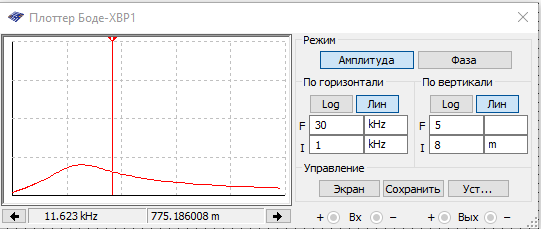 Плоттер Боде-XBP1
Режим
Амплитуда Фаза
По горизонтали По вертикали
Log Лин Log Лин
F 30 kHz F 5
I 1 kHz I 8 m
Управление
Экран Сохранить Уст...
11.623 kHz 775.186008 m
+ Вх − + Вых −